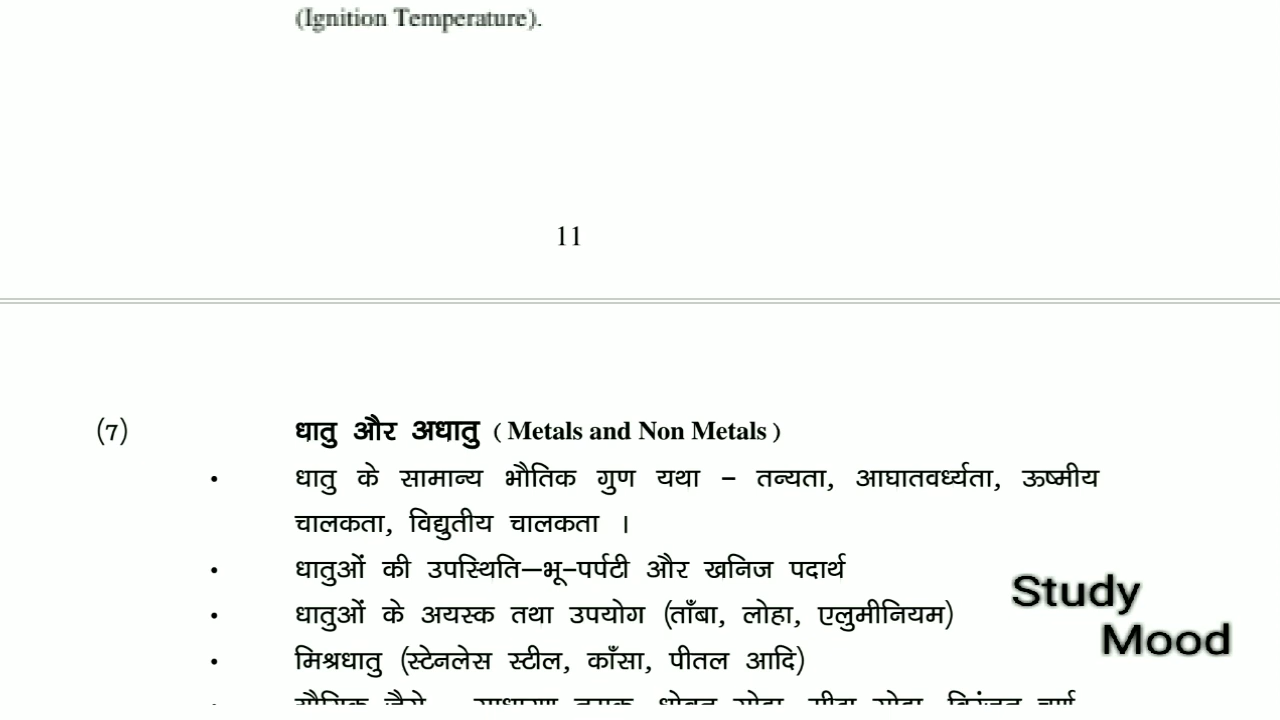 (Ignition Temperature).
11
(7) धातु और अधातु ( Metals and Non Metals )
• धातु के सामान्य भौतिक गुण यथा – तन्यता, आघातवर्ध्यता, ऊष्मीय
चालकता, विद्युतीय चालकता ।
• धातुओं की उपस्थिति—भू–पर्पटी और खनिज पदार्थ
• धातुओं के अयस्क तथा उपयोग (ताँबा, लोहा, एलुमीनियम)
• मिश्रधातु (स्टेनलेस स्टील, काँसा, पीतल आदि)
Study
Mood